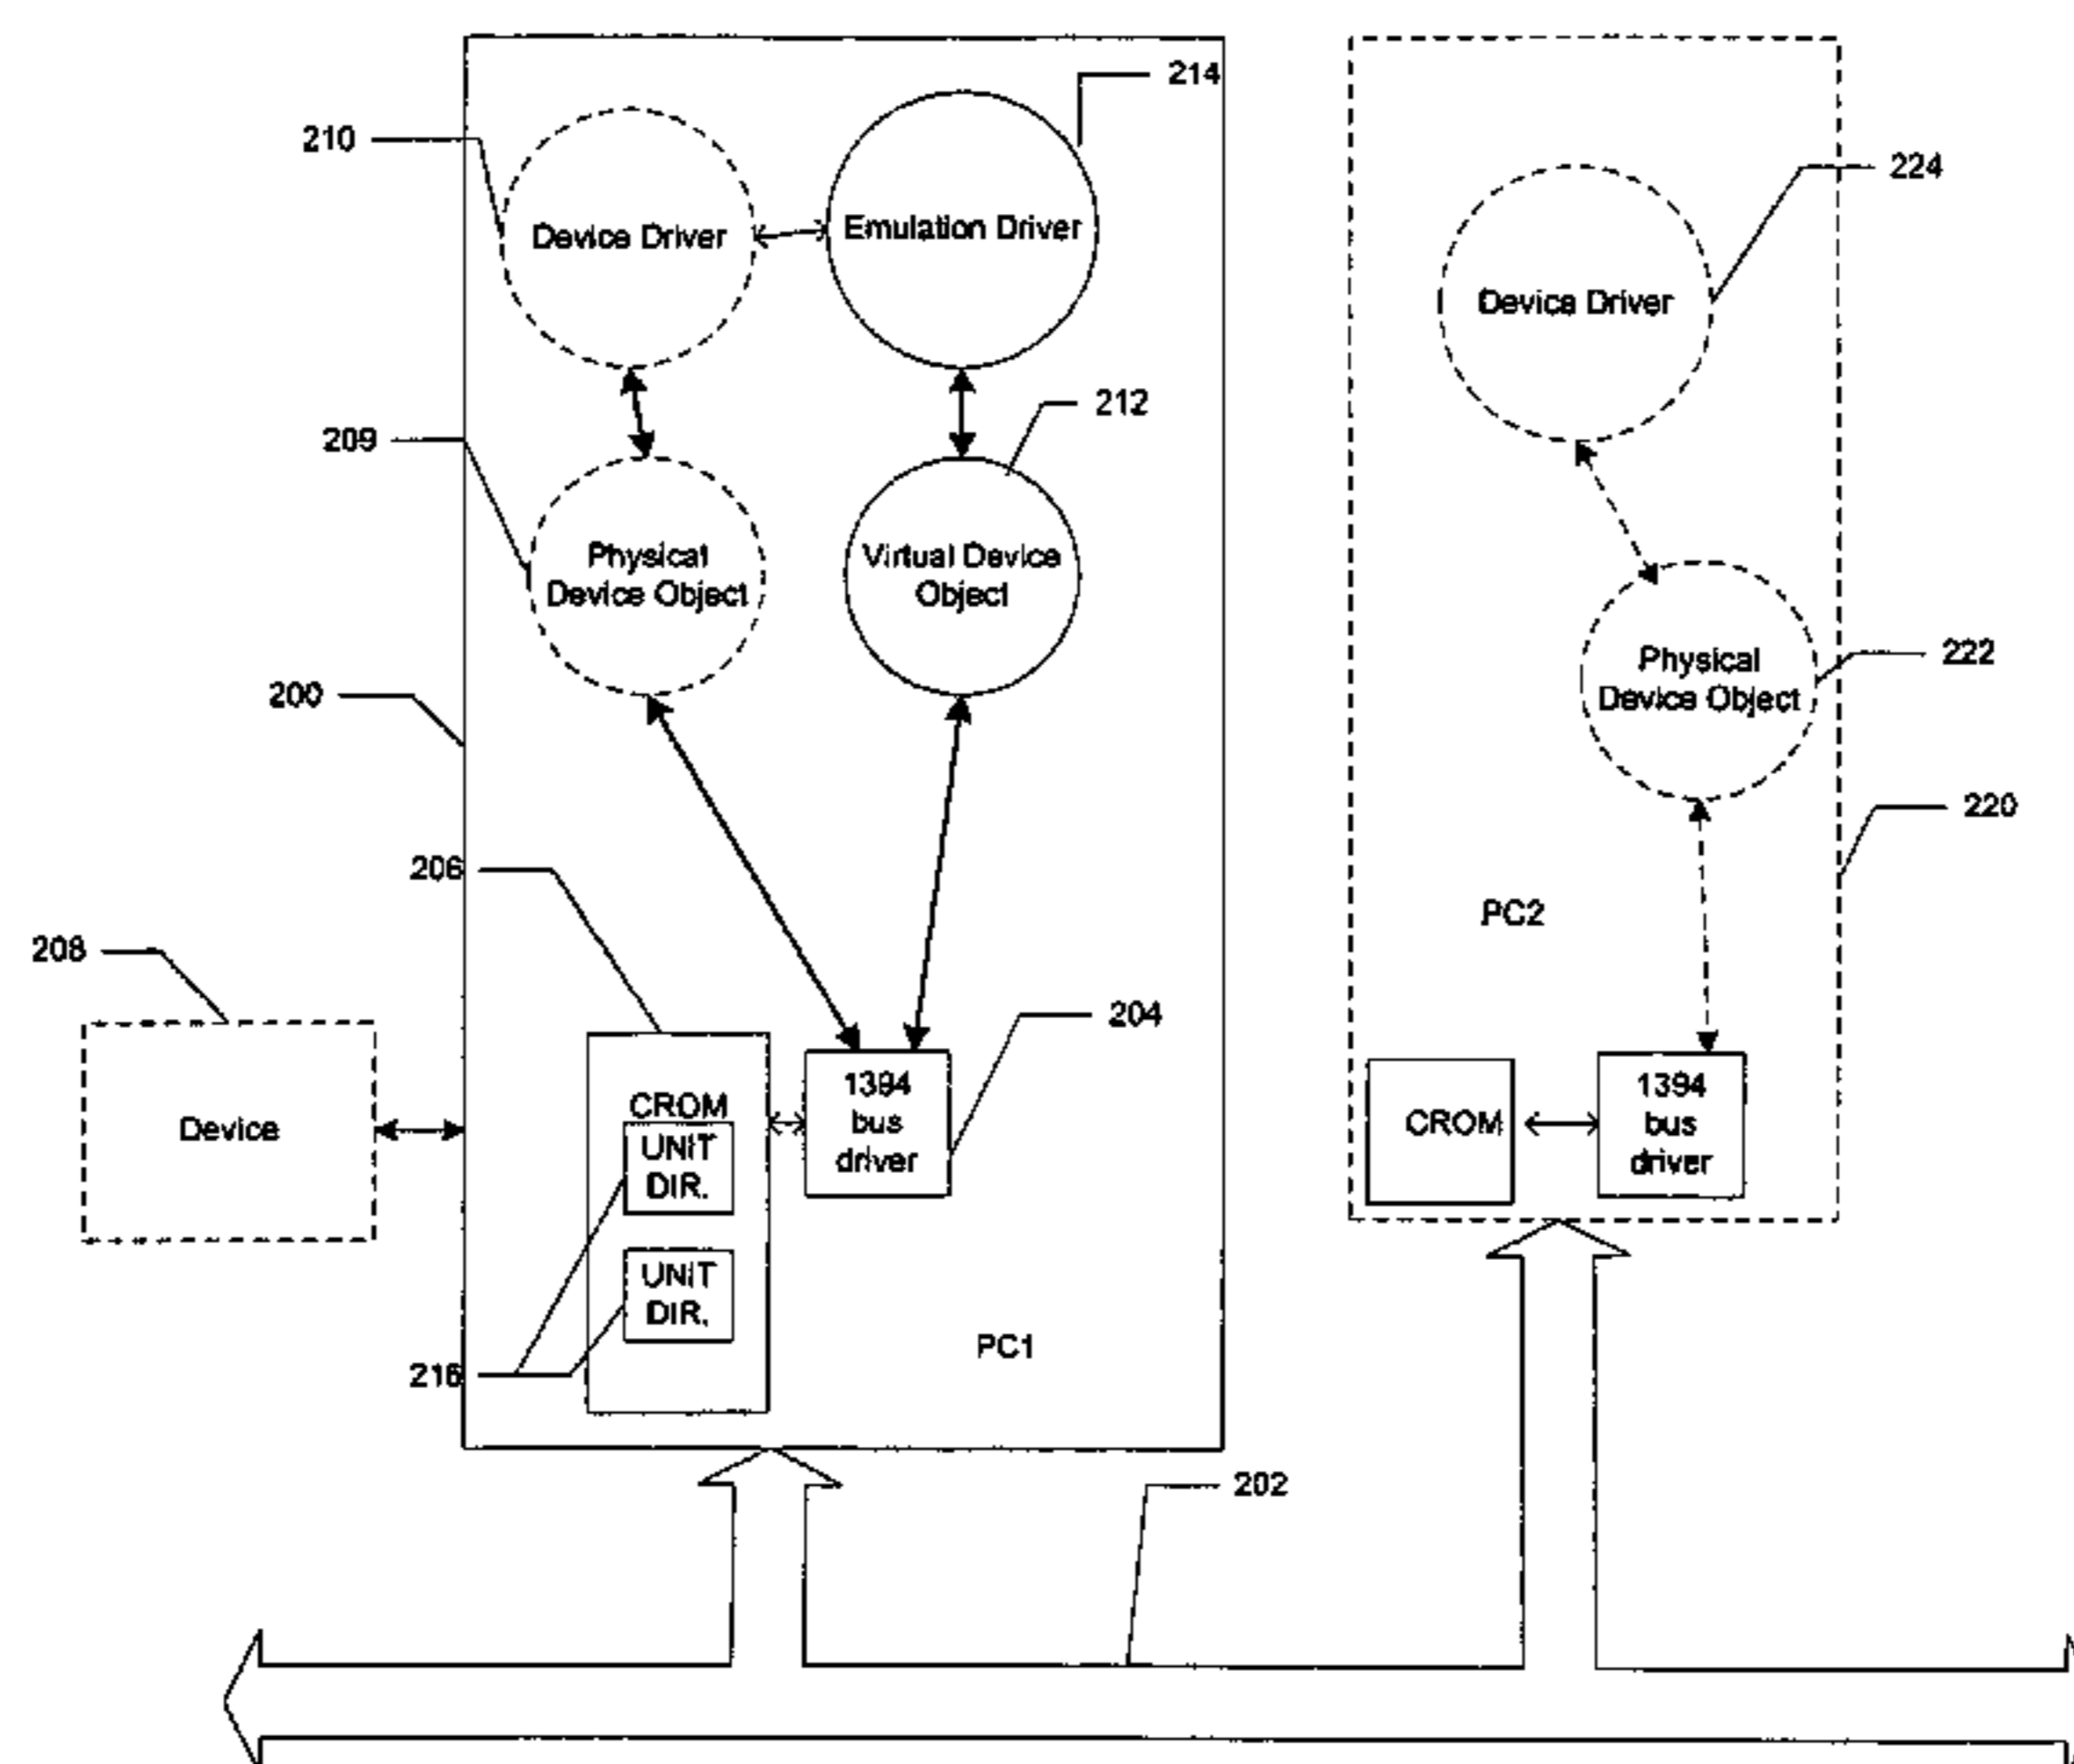 214
210
224
Device Driver
Emulation Driver
Device Driver
212
209
Physical
Device Object
Virtual Device
Object
222
Physical
Device Object
200
220
206
PC2
208
204
Device
CROM
UNIT
DIR.
1394
bus
driver
CROM
1394
bus
driver
UNIT
DIR.
PC1
216
202